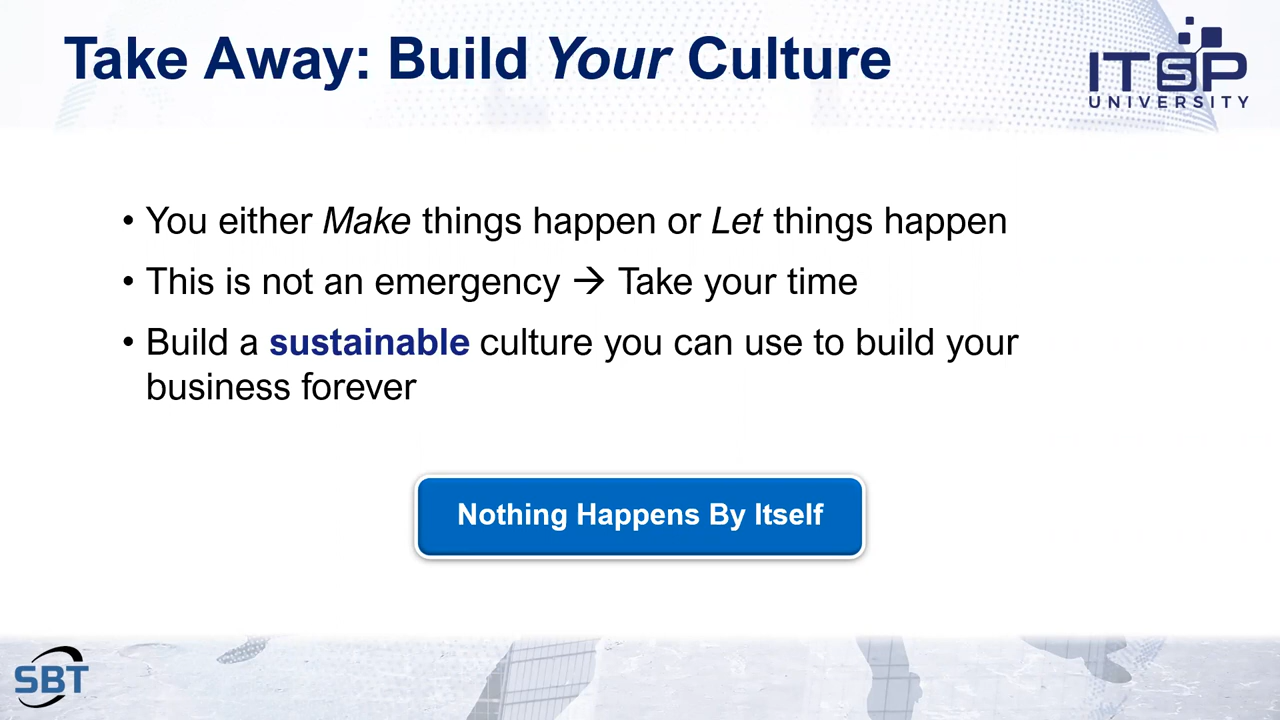 Take Away: Build Your Culture
ITSP
UNIVERSITY
• You either Make things happen or Let things happen
• This is not an emergency → Take your time
• Build a sustainable culture you can use to build your
business forever
Nothing Happens By Itself
SBT